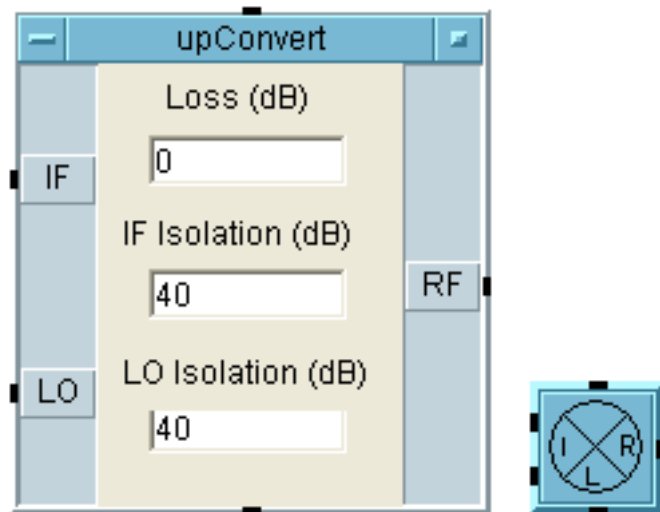 upConvert
Loss (dB)
0
IF
IF Isolation (dB)
40
RF
LO Isolation (dB)
LO
40
I
R
L